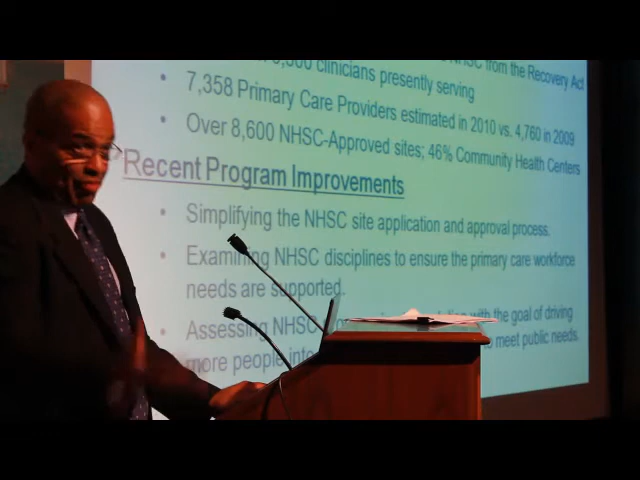 NHSC from the Recovery Act
clinicians presently serving
• 7,358 Primary Care Providers estimated in 2010 vs. 4,760 in 2009
• Over 8,600 NHSC-Approved sites; 46% Community Health Centers
Recent Program Improvements
• Simplifying the NHSC site application and approval process.
• Examining NHSC disciplines to ensure the primary care workforce
needs are supported.
• Assessing NHSC with the goal of driving
more people to meet public needs.